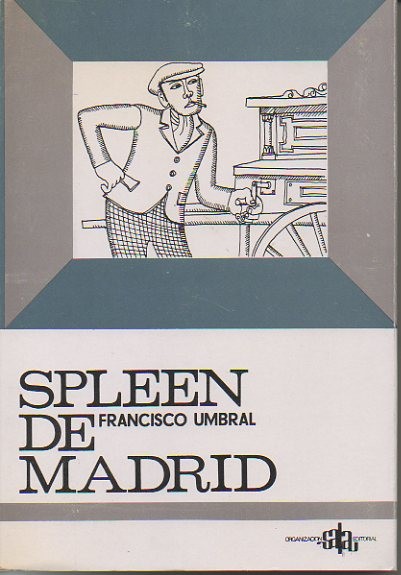 SPLEEN
DE FRANCISCO UMBRAL
MADRID
ORGANIZACION sala EDITORIAL